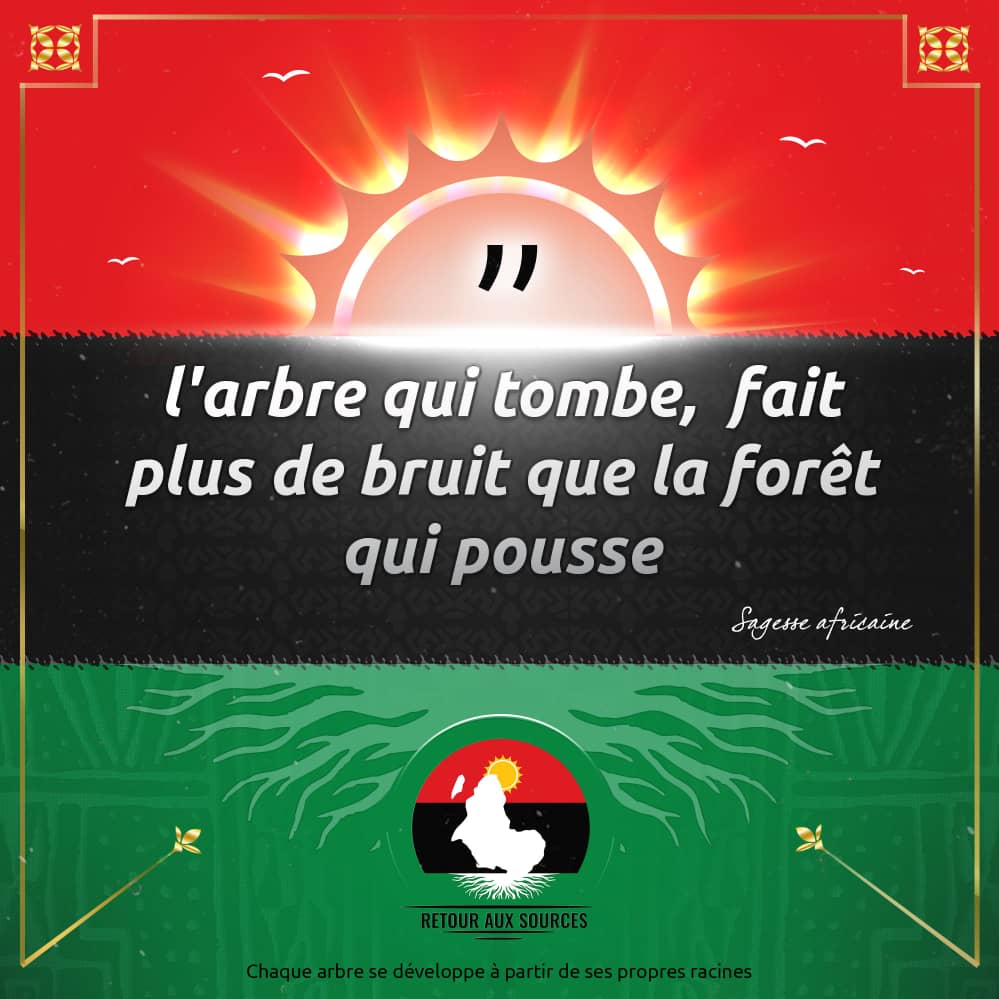 "
l'arbre qui tombe, fait
plus de bruit que la forêt
qui pousse
Sagesse africaine
RETOUR AUX SOURCES
Chaque arbre se développe à partir de ses propres racines